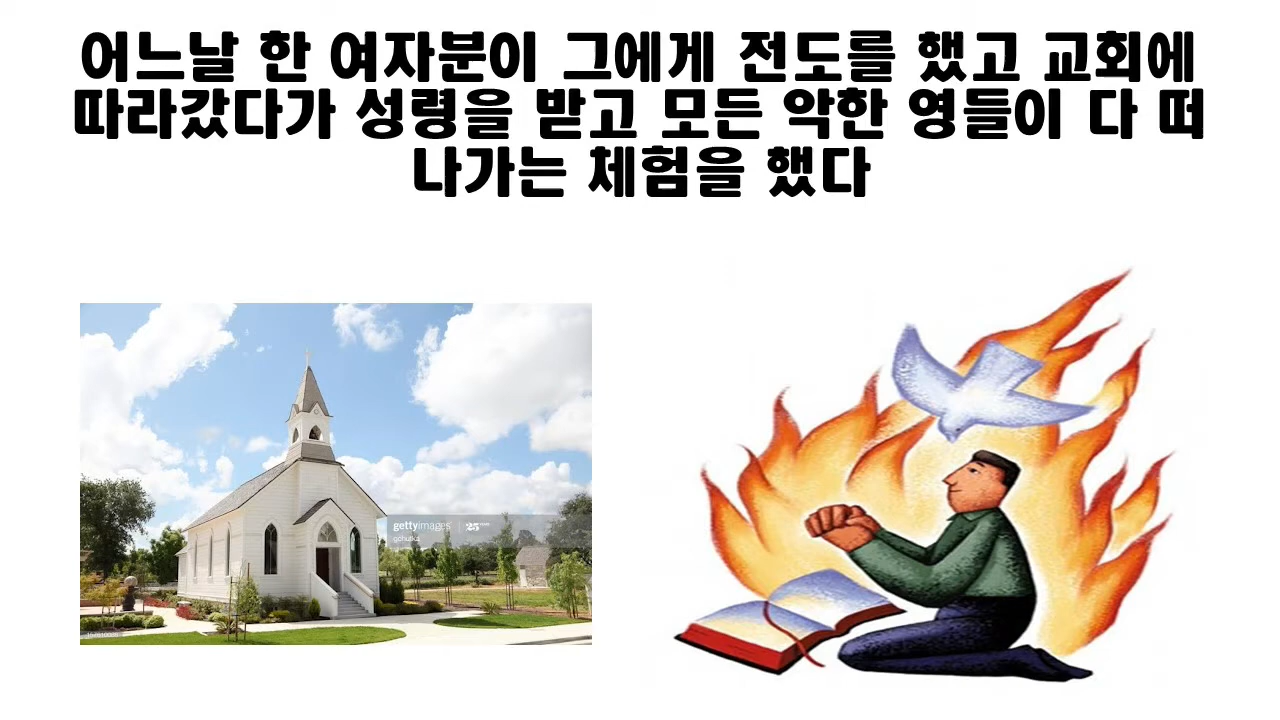 어느날 한 여자분이 그에게 전도를 했고 교회에
따라갔다가 성령을 받고 모든 악한 영들이 다 떠
나가는 체험을 했다
gettyimages
gchutka